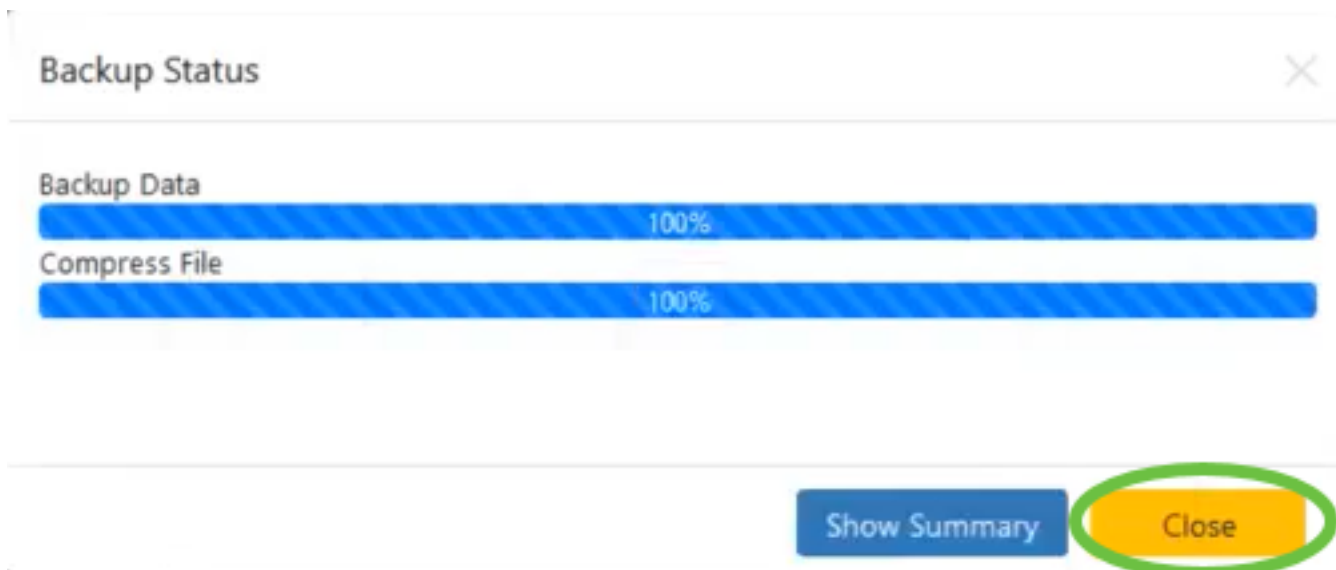 Backup Status
Backup Data
100%
Compress File
100%
Show Summary
Close